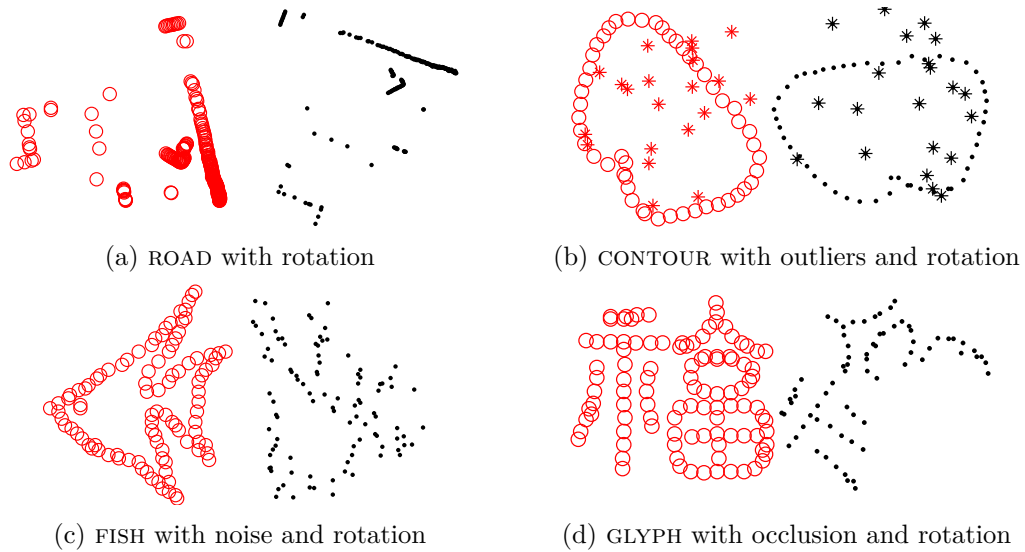 (a) ROAD with rotation
(b) CONTOUR with outliers and rotation
(c) FISH with noise and rotation
(d) GLYPH with occlusion and rotation